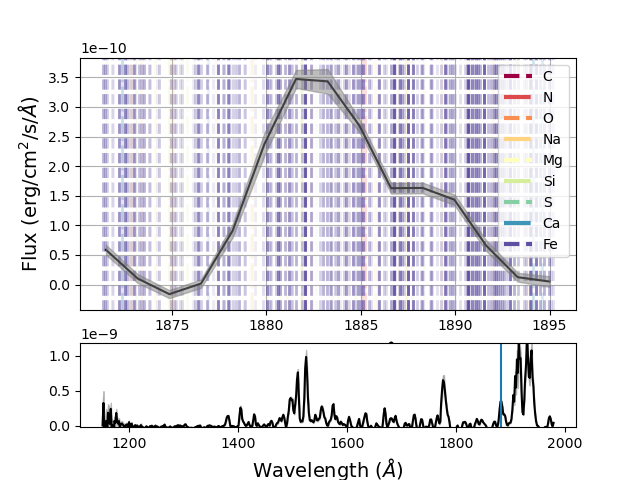 1e−10
Flux (erg/cm²/s/Å)
3.5
3.0
2.5
2.0
1.5
1.0
0.5
0.0
C
N
O
Na
Mg
Si
S
Ca
Fe
1875 1880 1885 1890 1895
1e−9
1.0
0.5
0.0
1200 1400 1600 1800 2000
Wavelength (Å)